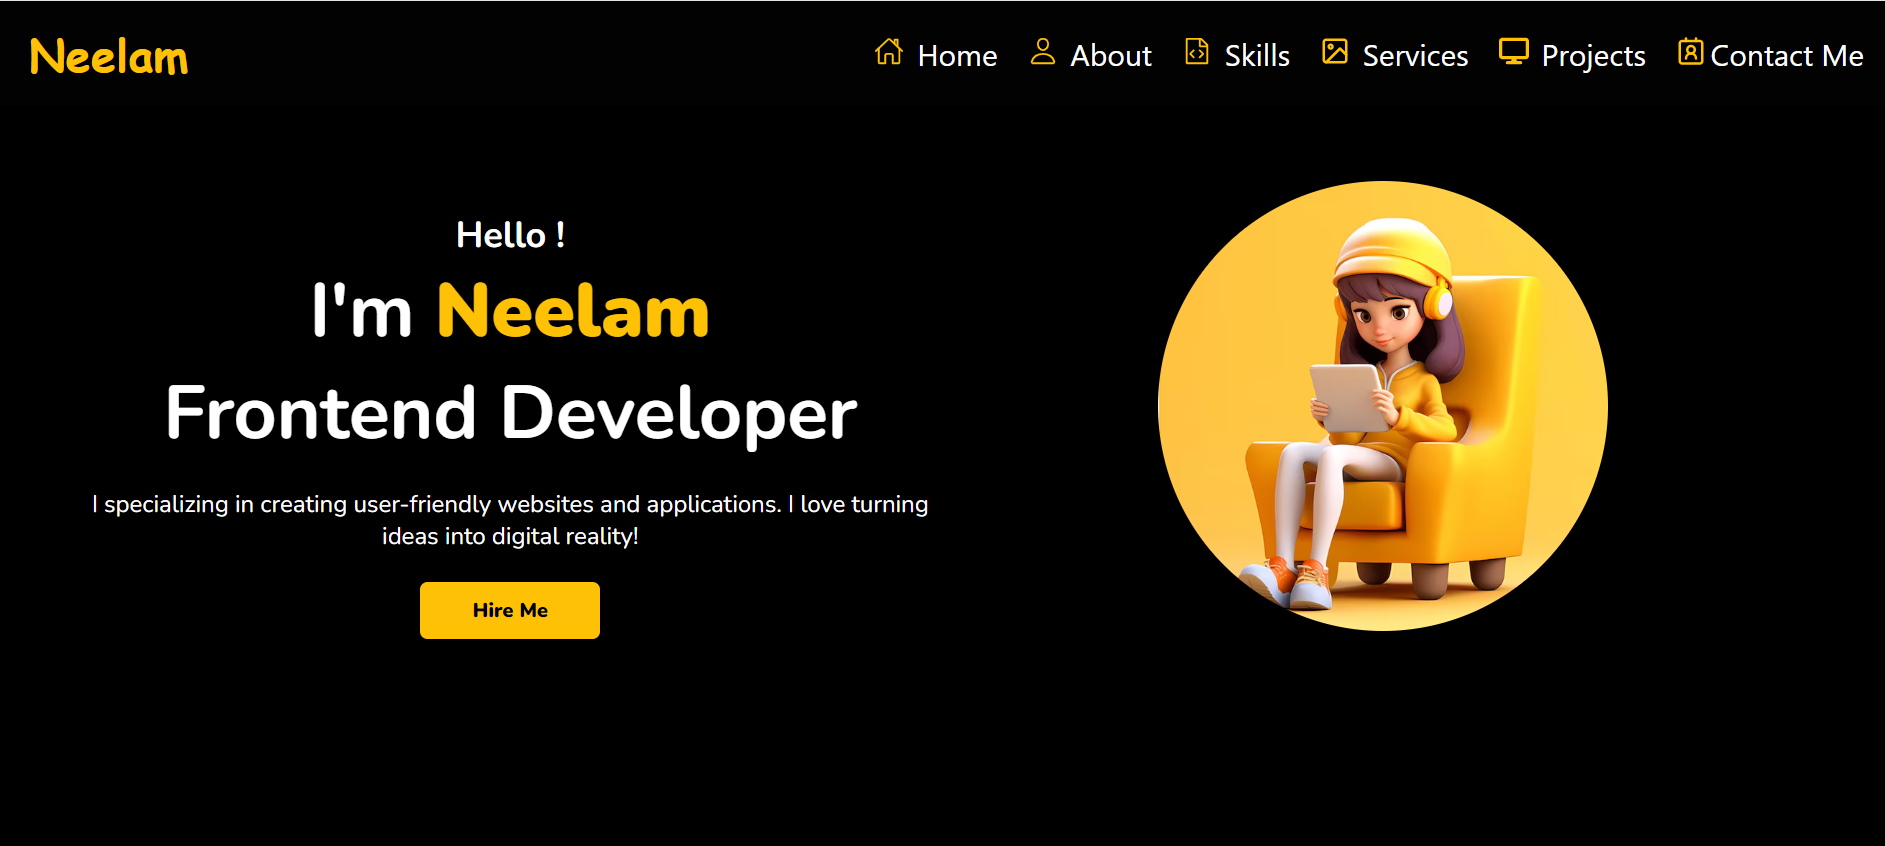 Neelam
Home About Skills Services Projects Contact Me
Hello !
I'm Neelam
Frontend Developer
I specializing in creating user-friendly websites and applications. I love turning
ideas into digital reality!
Hire Me